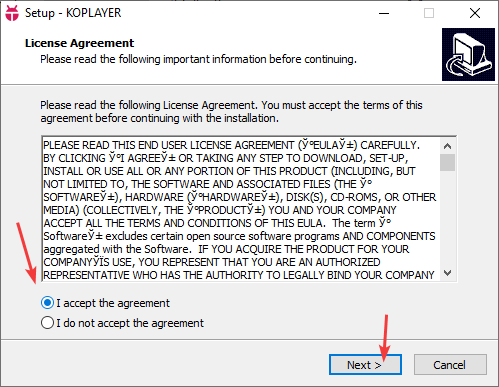 Setup - KOPLAYER
License Agreement
Please read the following important information before continuing.
Please read the following License Agreement. You must accept the terms of this
agreement before continuing with the installation.
PLEASE READ THIS END USER LICENSE AGREEMENT (Ў°EULAЎ±) CAREFULLY.
BY CLICKING Ў°I AGREEЎ± OR TAKING ANY STEP TO DOWNLOAD, SET-UP,
INSTALL OR USE ALL OR ANY PORTION OF THIS PRODUCT (INCLUDING, BUT
NOT LIMITED TO, THE SOFTWARE AND ASSOCIATED FILES (THE Ў°
SOFTWAREЎ±), HARDWARE (Ў°HARDWAREЎ±), DISK(S), CD-ROMS, OR OTHER
MEDIA) (COLLECTIVELY, THE Ў°PRODUCTЎ±) YOU AND YOUR COMPANY
ACCEPT ALL THE TERMS AND CONDITIONS OF THIS EULA. The term Ў°
SoftwareЎ± excludes certain open source software programs and COMPONENTS
aggregated with the Software. IF YOU ACQUIRE THE PRODUCT FOR YOUR
COMPANYЎЇS USE, YOU REPRESENT THAT YOU ARE AN AUTHORIZED
REPRESENTATIVE WHO HAS THE AUTHORITY TO LEGALLY BIND YOUR COMPANY
I accept the agreement
I do not accept the agreement
Next >
Cancel